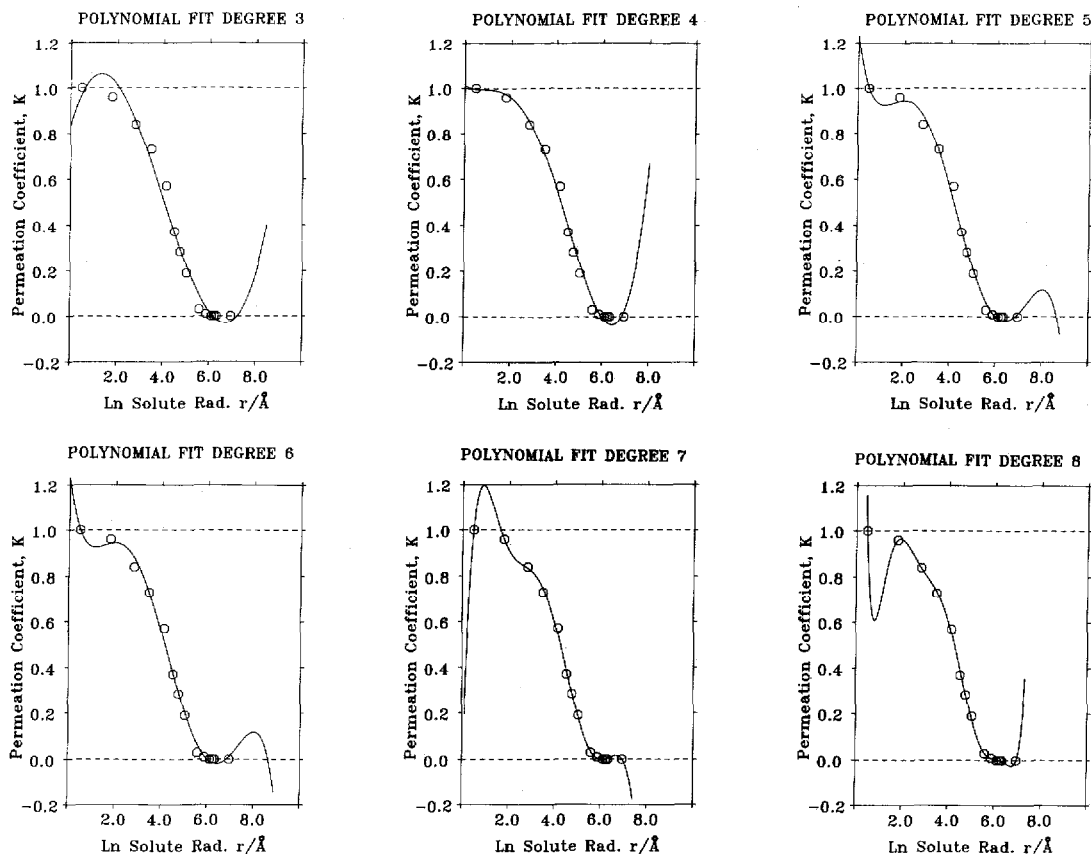 POLYNOMIAL FIT DEGREE 3
1.2
1.0
0.8
0.6
0.4
0.2
0.0
−0.2
Permeation Coefficient, K
2.0 4.0 6.0 8.0
Ln Solute Rad. r/Å
POLYNOMIAL FIT DEGREE 4
1.2
1.0
0.8
0.6
0.4
0.2
0.0
−0.2
Permeation Coefficient, K
2.0 4.0 6.0 8.0
Ln Solute Rad. r/Å
POLYNOMIAL FIT DEGREE 5
1.2
1.0
0.8
0.6
0.4
0.2
0.0
−0.2
Permeation Coefficient, K
2.0 4.0 6.0 8.0
Ln Solute Rad. r/Å
POLYNOMIAL FIT DEGREE 6
1.2
1.0
0.8
0.6
0.4
0.2
0.0
−0.2
Permeation Coefficient, K
2.0 4.0 6.0 8.0
Ln Solute Rad. r/Å
POLYNOMIAL FIT DEGREE 7
1.2
1.0
0.8
0.6
0.4
0.2
0.0
−0.2
Permeation Coefficient, K
2.0 4.0 6.0 8.0
Ln Solute Rad. r/Å
POLYNOMIAL FIT DEGREE 8
1.2
1.0
0.8
0.6
0.4
0.2
0.0
−0.2
Permeation Coefficient, K
2.0 4.0 6.0 8.0
Ln Solute Rad. r/Å